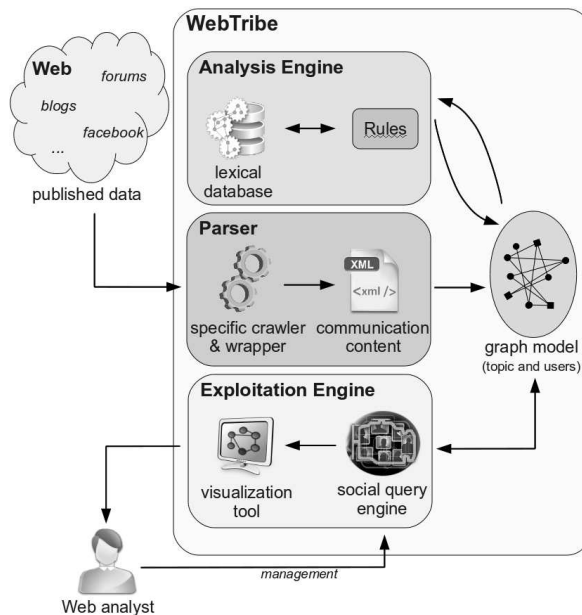 WebTribe
Web
forums
blogs
facebook
...
published data
Analysis Engine
lexical
database
Rules
Parser
specific crawler
& wrapper
XML
<xml />
communication
content
graph model
(topic and users)
Exploitation Engine
visualization
tool
social query
engine
management
Web analyst